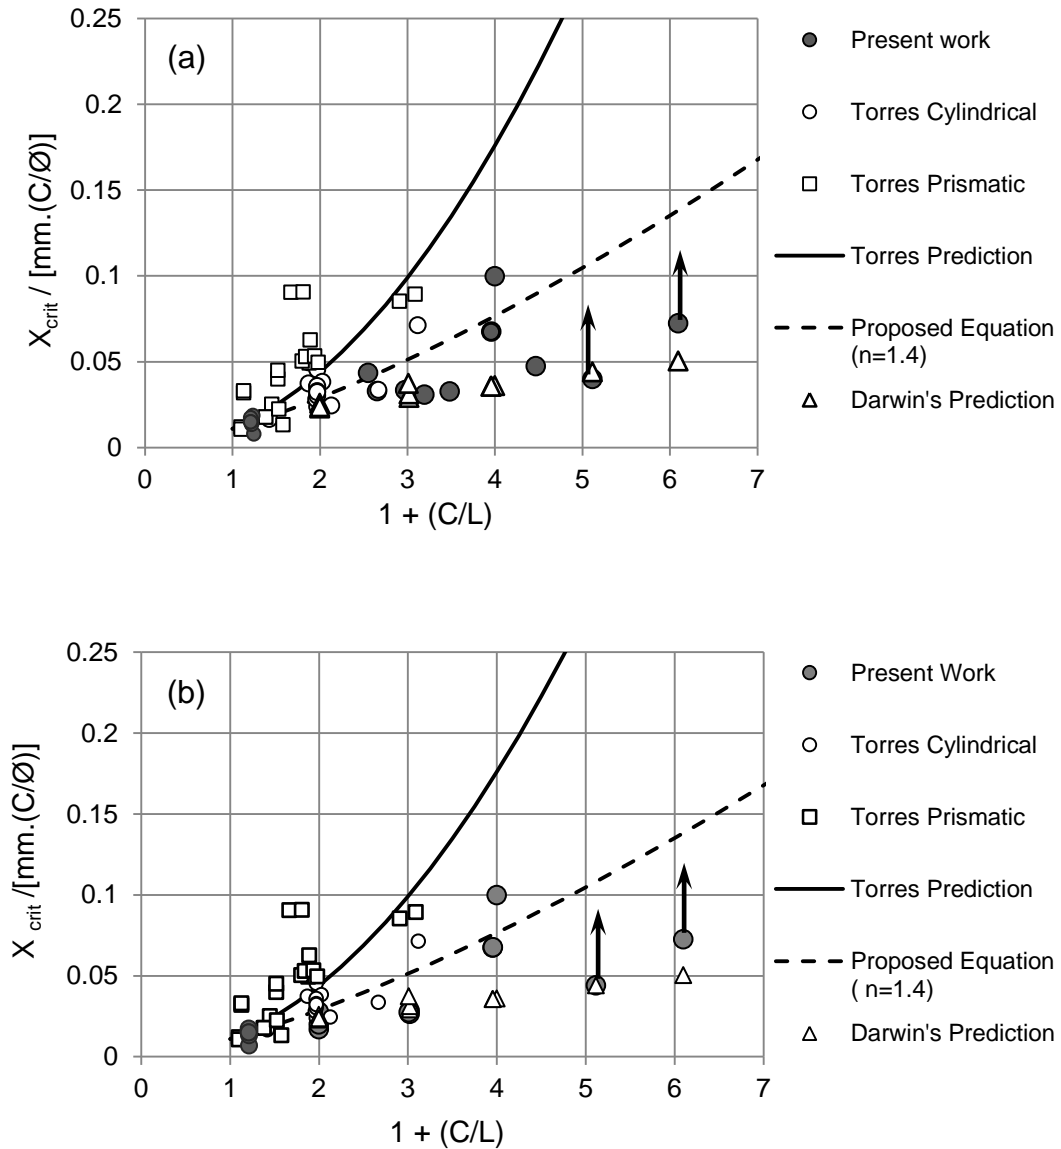 0.25
(a)
0.2
0.15
0.1
0.05
0
X_crit / [mm.(C/Ø)]
0 1 2 3 4 5 6 7
1 + (C/L)
Present work
Torres Cylindrical
Torres Prismatic
Torres Prediction
Proposed Equation
(n=1.4)
Darwin's Prediction
0.25
(b)
0.2
0.15
0.1
0.05
0
X crit /[mm.(C/Ø)]
0 1 2 3 4 5 6 7
1 + (C/L)
Present Work
Torres Cylindrical
Torres Prismatic
Torres Prediction
Proposed Equation
( n=1.4)
Darwin's Prediction